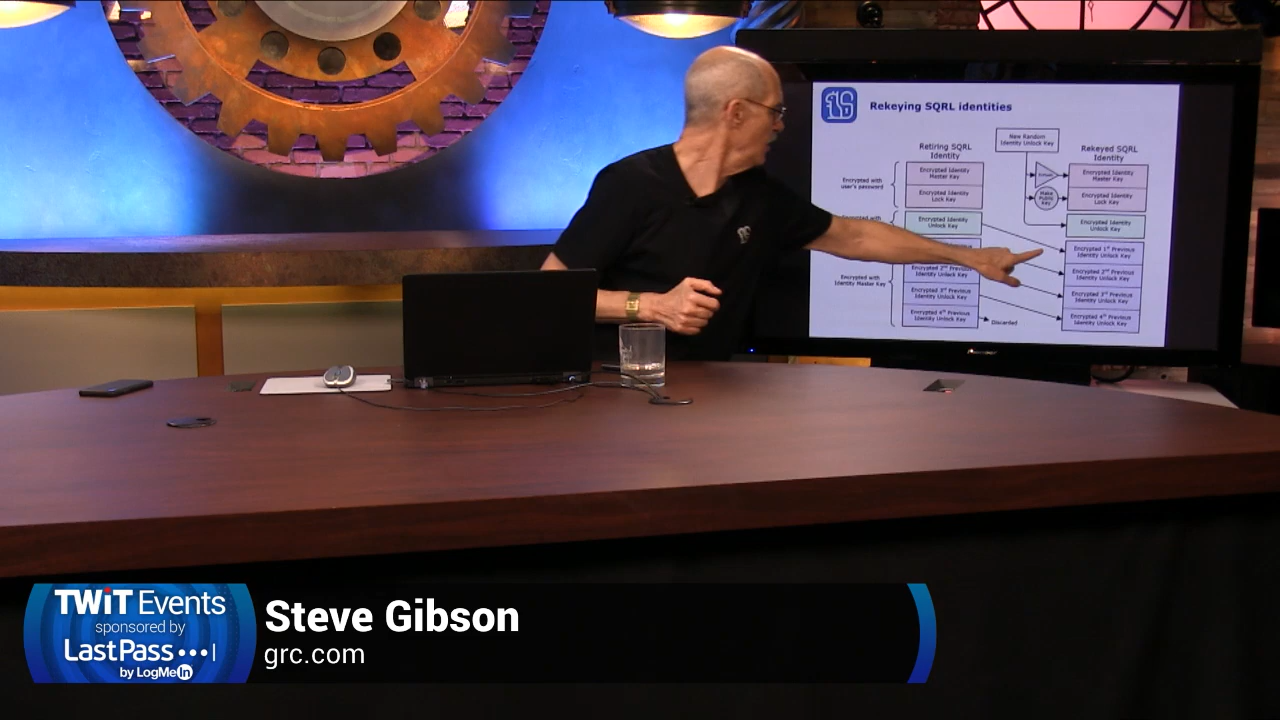 Rekeying SQRL identities
New Random
Identity Unlock Key
Retiring SQRL
Identity
Rekeyed SQRL
Identity
Encrypted with
user's password
Encrypted Identity
Master Key
Encrypted Identity
Lock Key
Encrypted Identity
Master Key
Make
Public
Key
Encrypted Identity
Lock Key
Encrypted with
Encrypted Identity
Unlock Key
Encrypted Identity
Unlock Key
Encrypted with
Identity Master Key
Encrypted 2nd Previous
Identity Unlock Key
Encrypted 3rd Previous
Identity Unlock Key
Encrypted 4th Previous
Identity Unlock Key
Discarded
Encrypted 1st Previous
Identity Unlock Key
Encrypted 2nd Previous
Identity Unlock Key
Encrypted 3rd Previous
Identity Unlock Key
Encrypted 4th Previous
Identity Unlock Key
TWiT Events
sponsored by
LastPass
by LogMeIn
Steve Gibson
grc.com